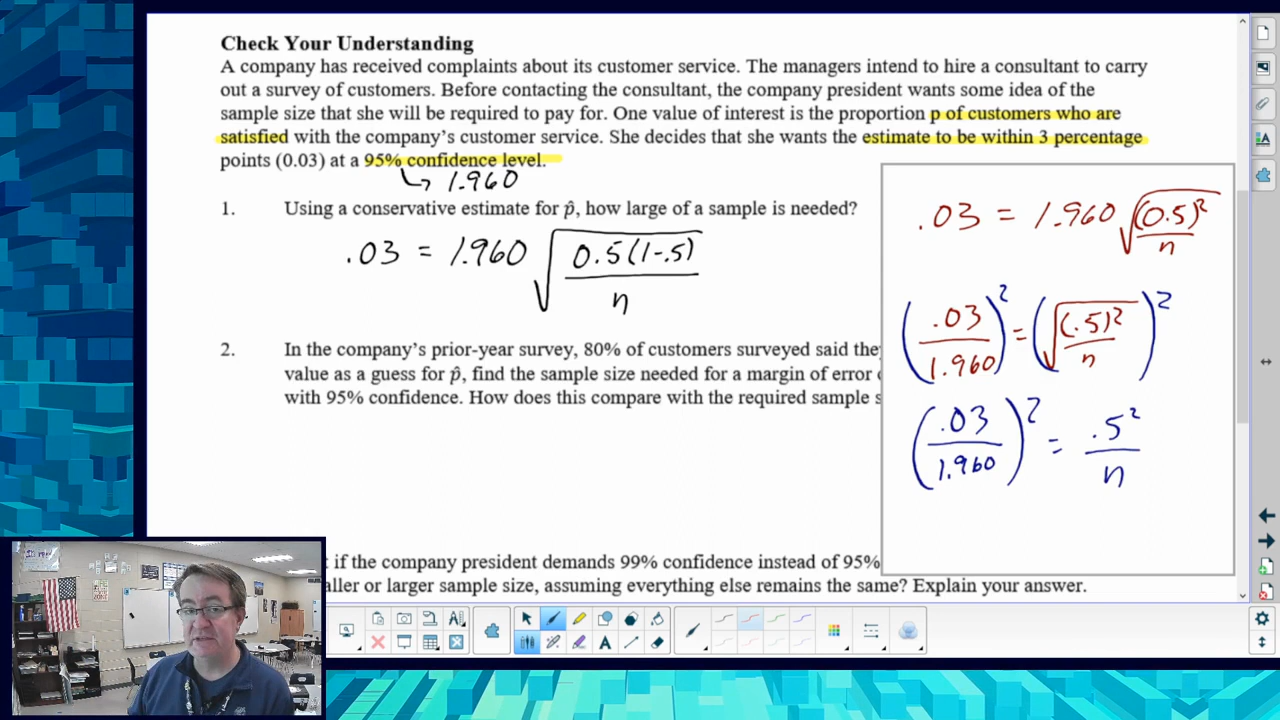 Check Your Understanding
A company has received complaints about its customer service. The managers intend to hire a consultant to carry
out a survey of customers. Before contacting the consultant, the company president wants some idea of the
sample size that she will be required to pay for. One value of interest is the proportion p of customers who are
satisfied with the company's customer service. She decides that she wants the estimate to be within 3 percentage
points (0.03) at a 95% confidence level.
↳ 1.960
1. Using a conservative estimate for p̂, how large of a sample is needed?
.03 = 1.960 √(0.5(1-.5)/n)
2. In the company's prior-year survey, 80% of customers surveyed said they
value as a guess for p̂, find the sample size needed for a margin of error
with 95% confidence. How does this compare with the required sample s
if the company president demands 99% confidence instead of 95%
aller or larger sample size, assuming everything else remains the same? Explain your answer.
.03 = 1.960 √((0.5)²/n)
(.03/1.960)² = (√((.5)²/n))²
(.03/1.960)² = .5²/n